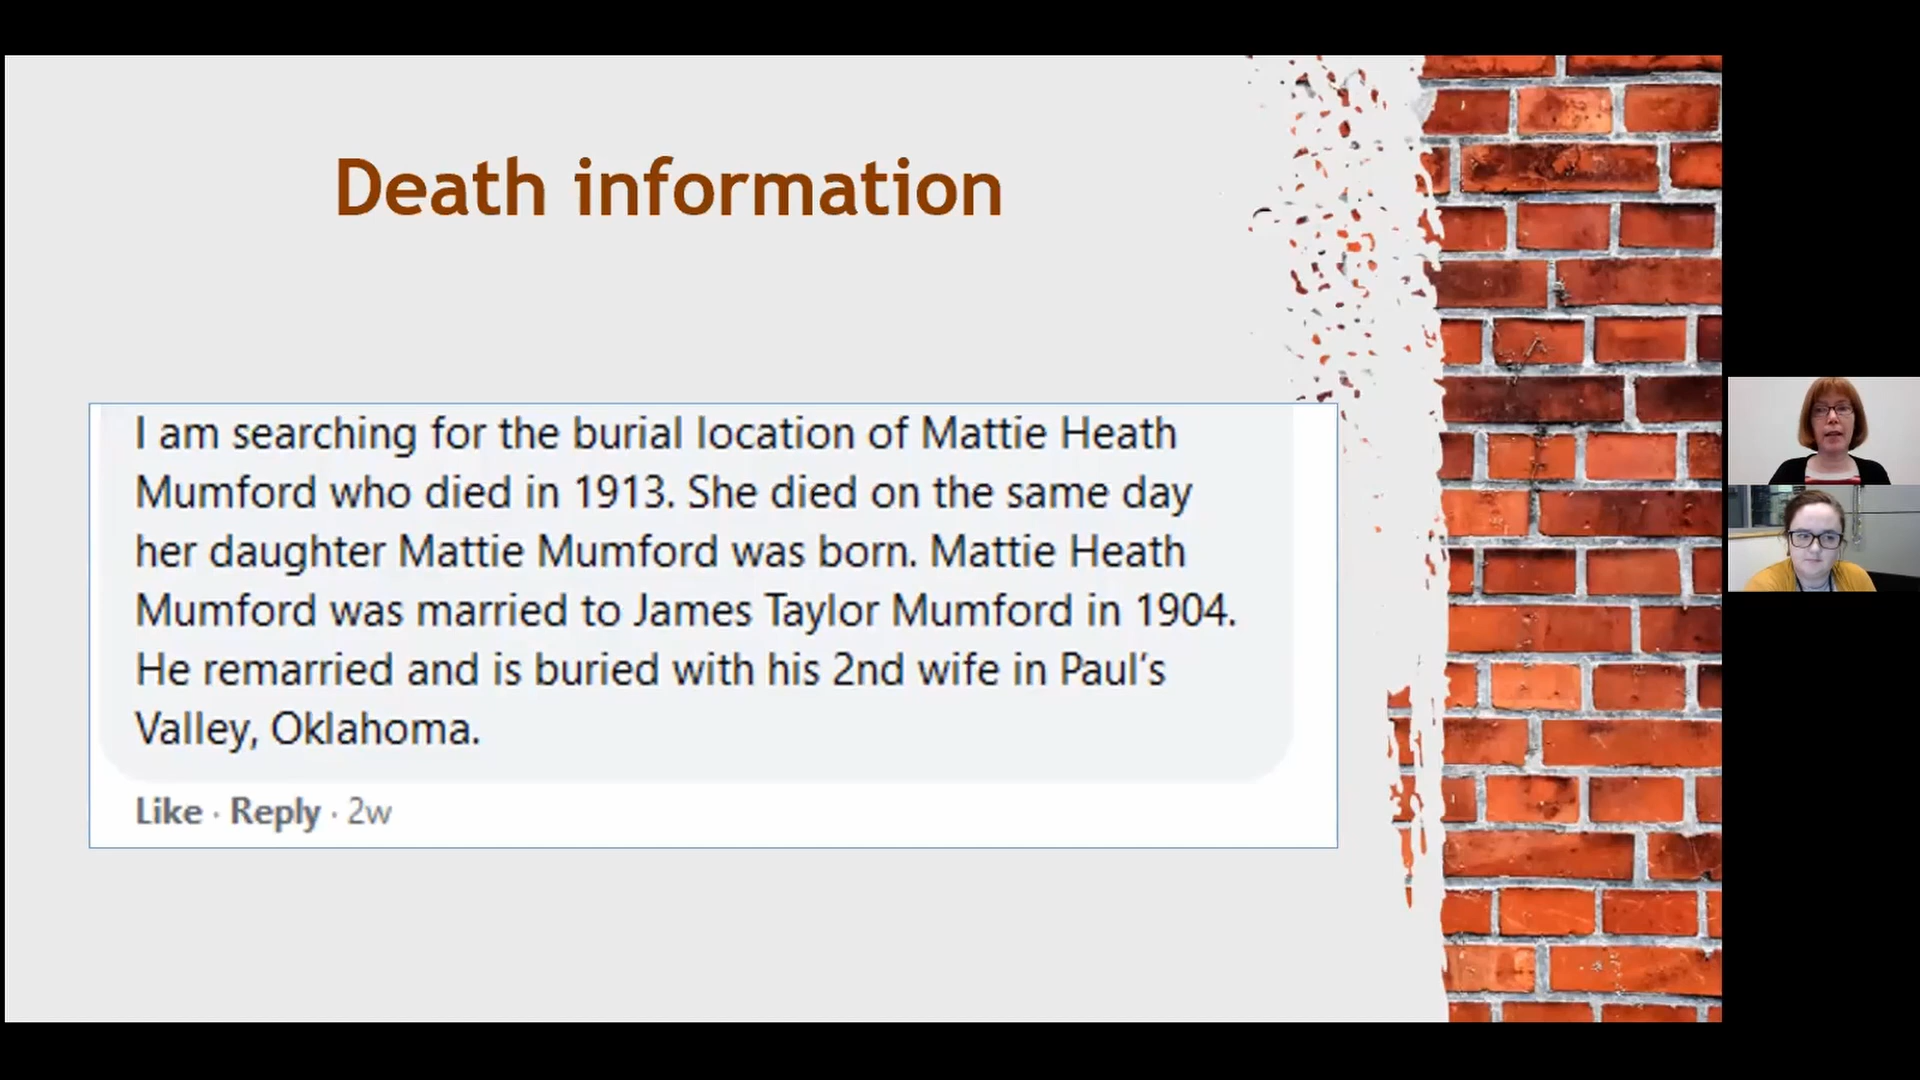 Death information
I am searching for the burial location of Mattie Heath
Mumford who died in 1913. She died on the same day
her daughter Mattie Mumford was born. Mattie Heath
Mumford was married to James Taylor Mumford in 1904.
He remarried and is buried with his 2nd wife in Paul's
Valley, Oklahoma.
Like · Reply · 2w